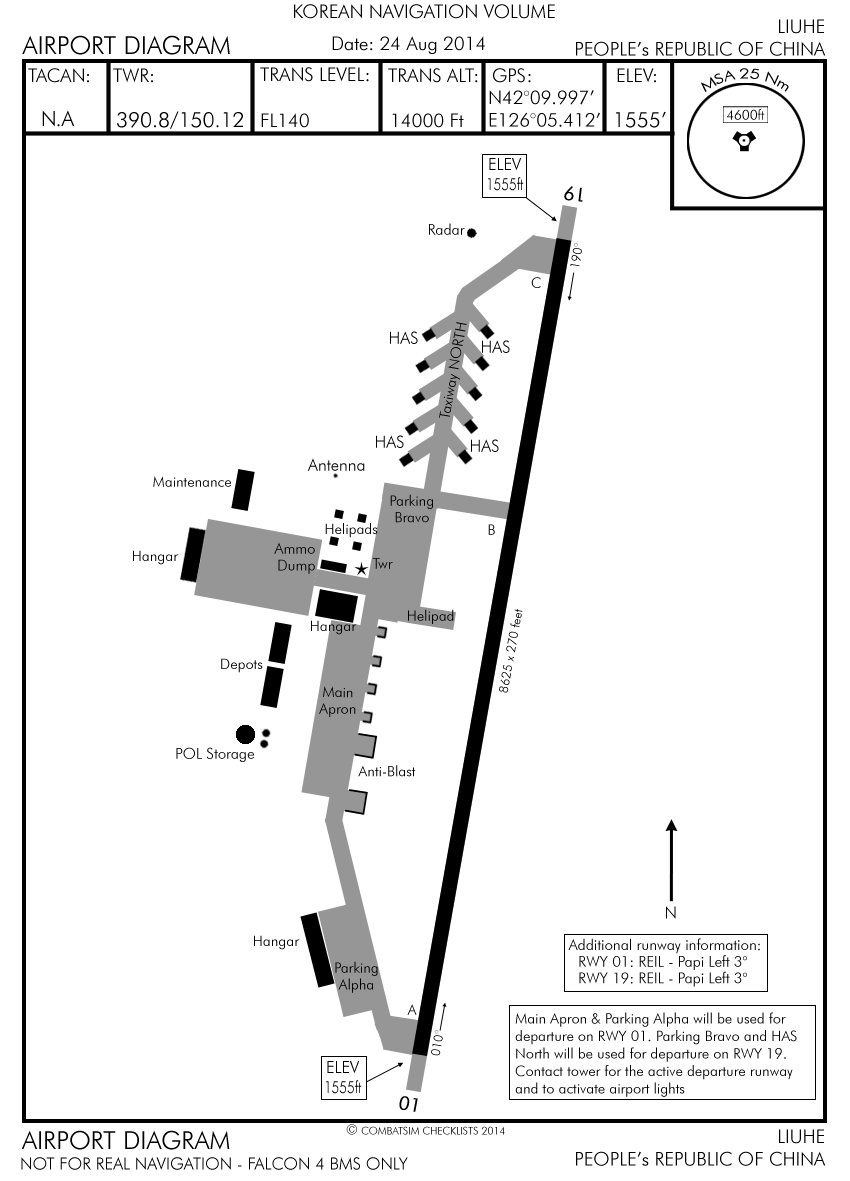 KOREAN NAVIGATION VOLUME
AIRPORT DIAGRAM
Date: 24 Aug 2014
LIUHE
PEOPLE's REPUBLIC OF CHINA
TACAN:
N.A
TWR:
390.8/150.12
TRANS LEVEL:
FL140
TRANS ALT:
14000 Ft
GPS:
N42°09.997′
E126°05.412′
ELEV:
1555′
MSA 25 Nm
4600ft
ELEV
1555ft
19
190°
Radar
C
HAS
HAS
Taxiway NORTH
HAS
HAS
Antenna
Maintenance
Parking
Bravo
B
Helipads
Hangar
Ammo
Dump
Twr
Helipad
Hangar
8625 x 270 feet
Depots
Main
Apron
POL Storage
Anti-Blast
N
Hangar
Parking
Alpha
A
010°
ELEV
1555ft
01
Additional runway information:
RWY 01: REIL - Papi Left 3°
RWY 19: REIL - Papi Left 3°
Main Apron & Parking Alpha will be used for
departure on RWY 01. Parking Bravo and HAS
North will be used for departure on RWY 19.
Contact tower for the active departure runway
and to activate airport lights
© COMBATSIM CHECKLISTS 2014
AIRPORT DIAGRAM
NOT FOR REAL NAVIGATION - FALCON 4 BMS ONLY
LIUHE
PEOPLE's REPUBLIC OF CHINA